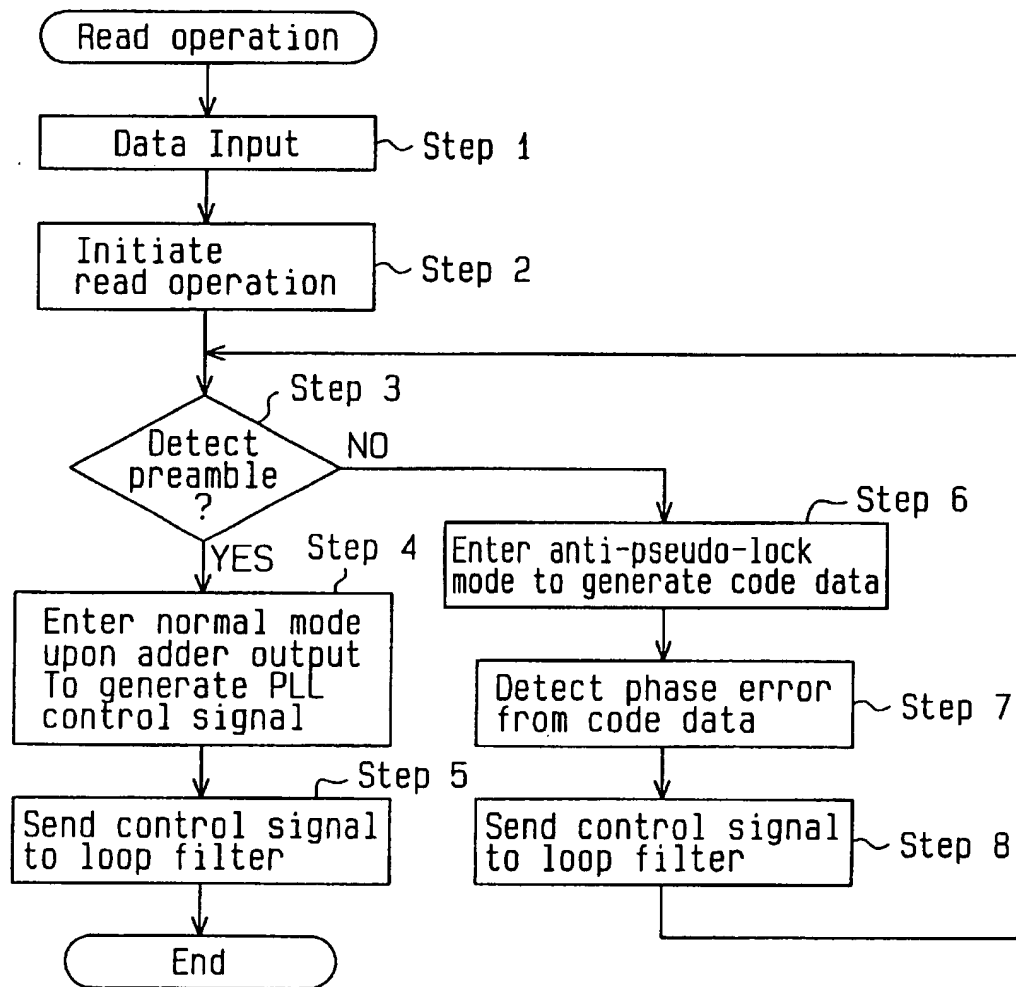 Read operation
Data Input
Step 1
Initiate
read operation
Step 2
Step 3
Detect
preamble
?
NO
YES
Step 4
Enter normal mode
upon adder output
To generate PLL
control signal
Step 5
Send control signal
to loop filter
End
Step 6
Enter anti-pseudo-lock
mode to generate code data
Detect phase error
from code data
Step 7
Send control signal
to loop filter
Step 8